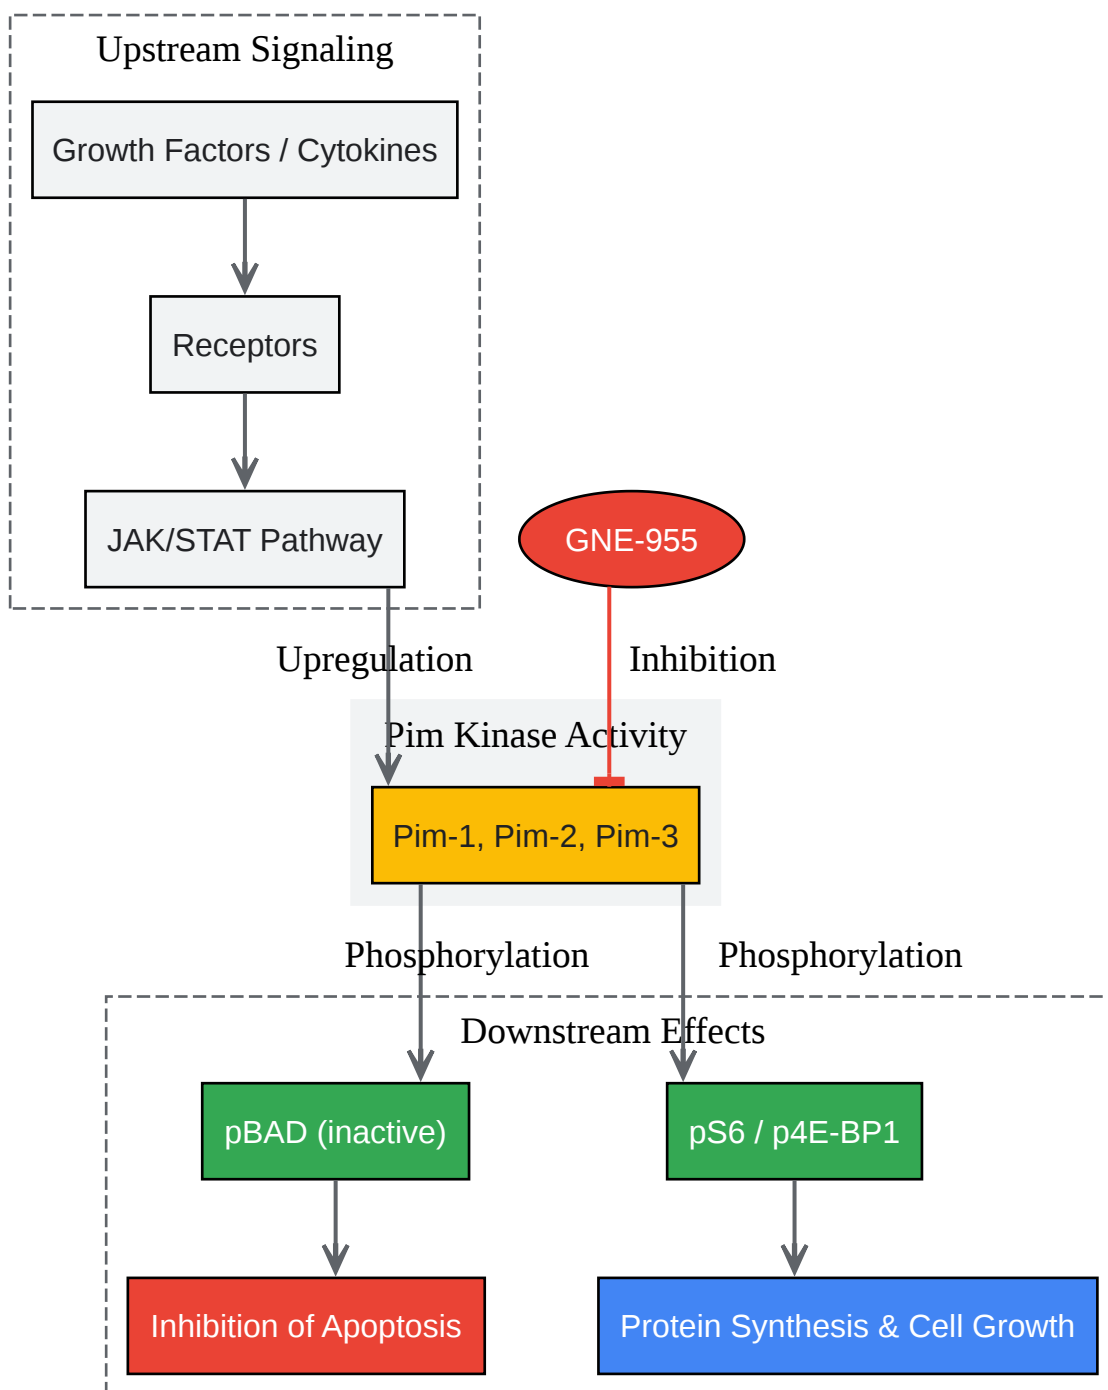 Upstream Signaling
Growth Factors / Cytokines
Receptors
JAK/STAT Pathway
GNE-955
Upregulation
Inhibition
Pim Kinase Activity
Pim-1, Pim-2, Pim-3
Phosphorylation
Phosphorylation
Downstream Effects
pBAD (inactive)
pS6 / p4E-BP1
Inhibition of Apoptosis
Protein Synthesis & Cell Growth